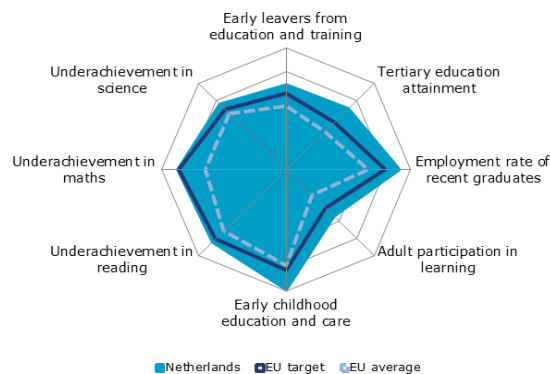 Early leavers from
education and training
Tertiary education
attainment
Employment rate of
recent graduates
Adult participation in
learning
Early childhood
education and care
Underachievement in
reading
Underachievement in
maths
Underachievement in
science
Netherlands
EU target
EU average